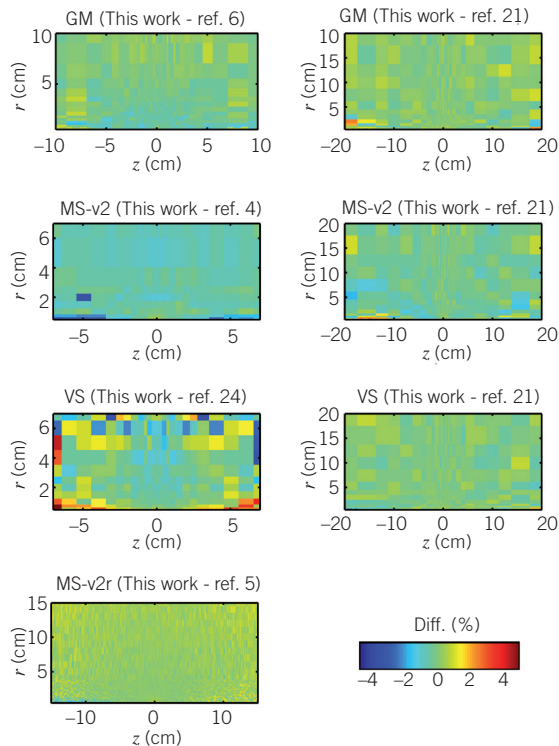 GM (This work - ref. 6)
10
5
r (cm)
−10 −5 0 5 10
z (cm)
GM (This work - ref. 21)
20
15
10
5
r (cm)
−20 −10 0 10 20
z (cm)
MS-v2 (This work - ref. 4)
6
4
2
r (cm)
−5 0 5
z (cm)
MS-v2 (This work - ref. 21)
20
15
10
5
r (cm)
−20 −10 0 10 20
z (cm)
VS (This work - ref. 24)
6
4
2
r (cm)
−5 0 5
z (cm)
VS (This work - ref. 21)
20
15
10
5
r (cm)
−20 −10 0 10 20
z (cm)
MS-v2r (This work - ref. 5)
15
10
5
r (cm)
−10 0 10
z (cm)
Diff. (%)
−4 −2 0 2 4